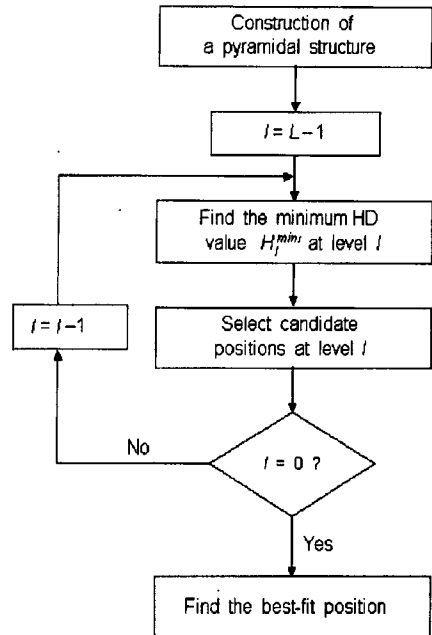 Construction of
a pyramidal structure
l = L-1
Find the minimum HD
value H_l^mins at level l
Select candidate
positions at level l
l = l-1
No
l = 0 ?
Yes
Find the best-fit position